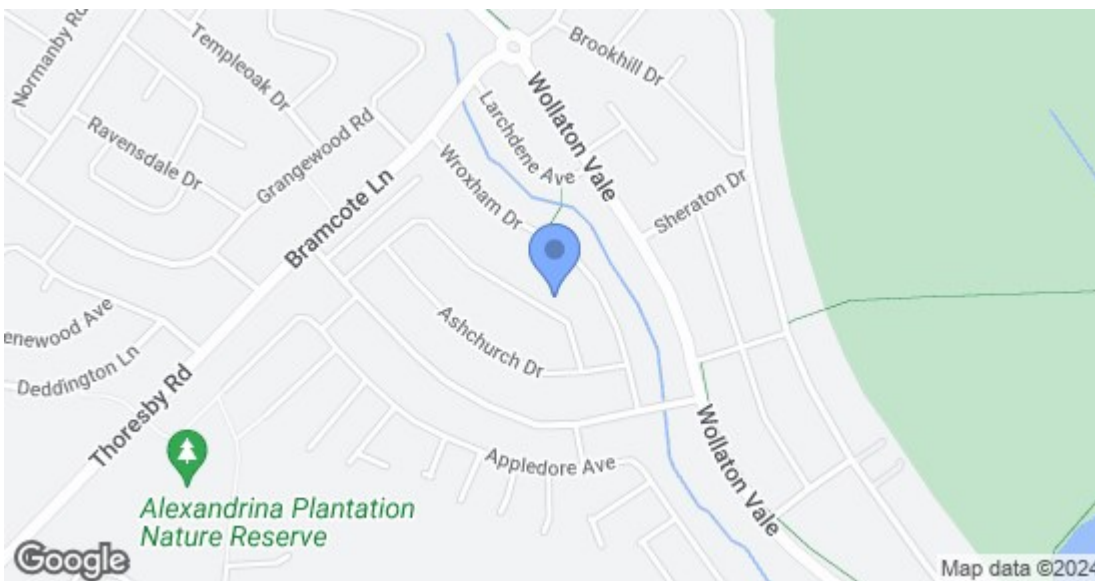 Normanby Rd
Templeoak Dr
Brookhill Dr
Ravensdale Dr
Grangewood Rd
Larchdene Ave
Wollaton Vale
Bramcote Ln
Wroxham Dr
Sheraton Dr
enewood Ave
Deddington Ln
Ashchurch Dr
Thoresby Rd
Appledore Ave
Wollaton Vale
Alexandrina Plantation
Nature Reserve
Google
Map data ©2024